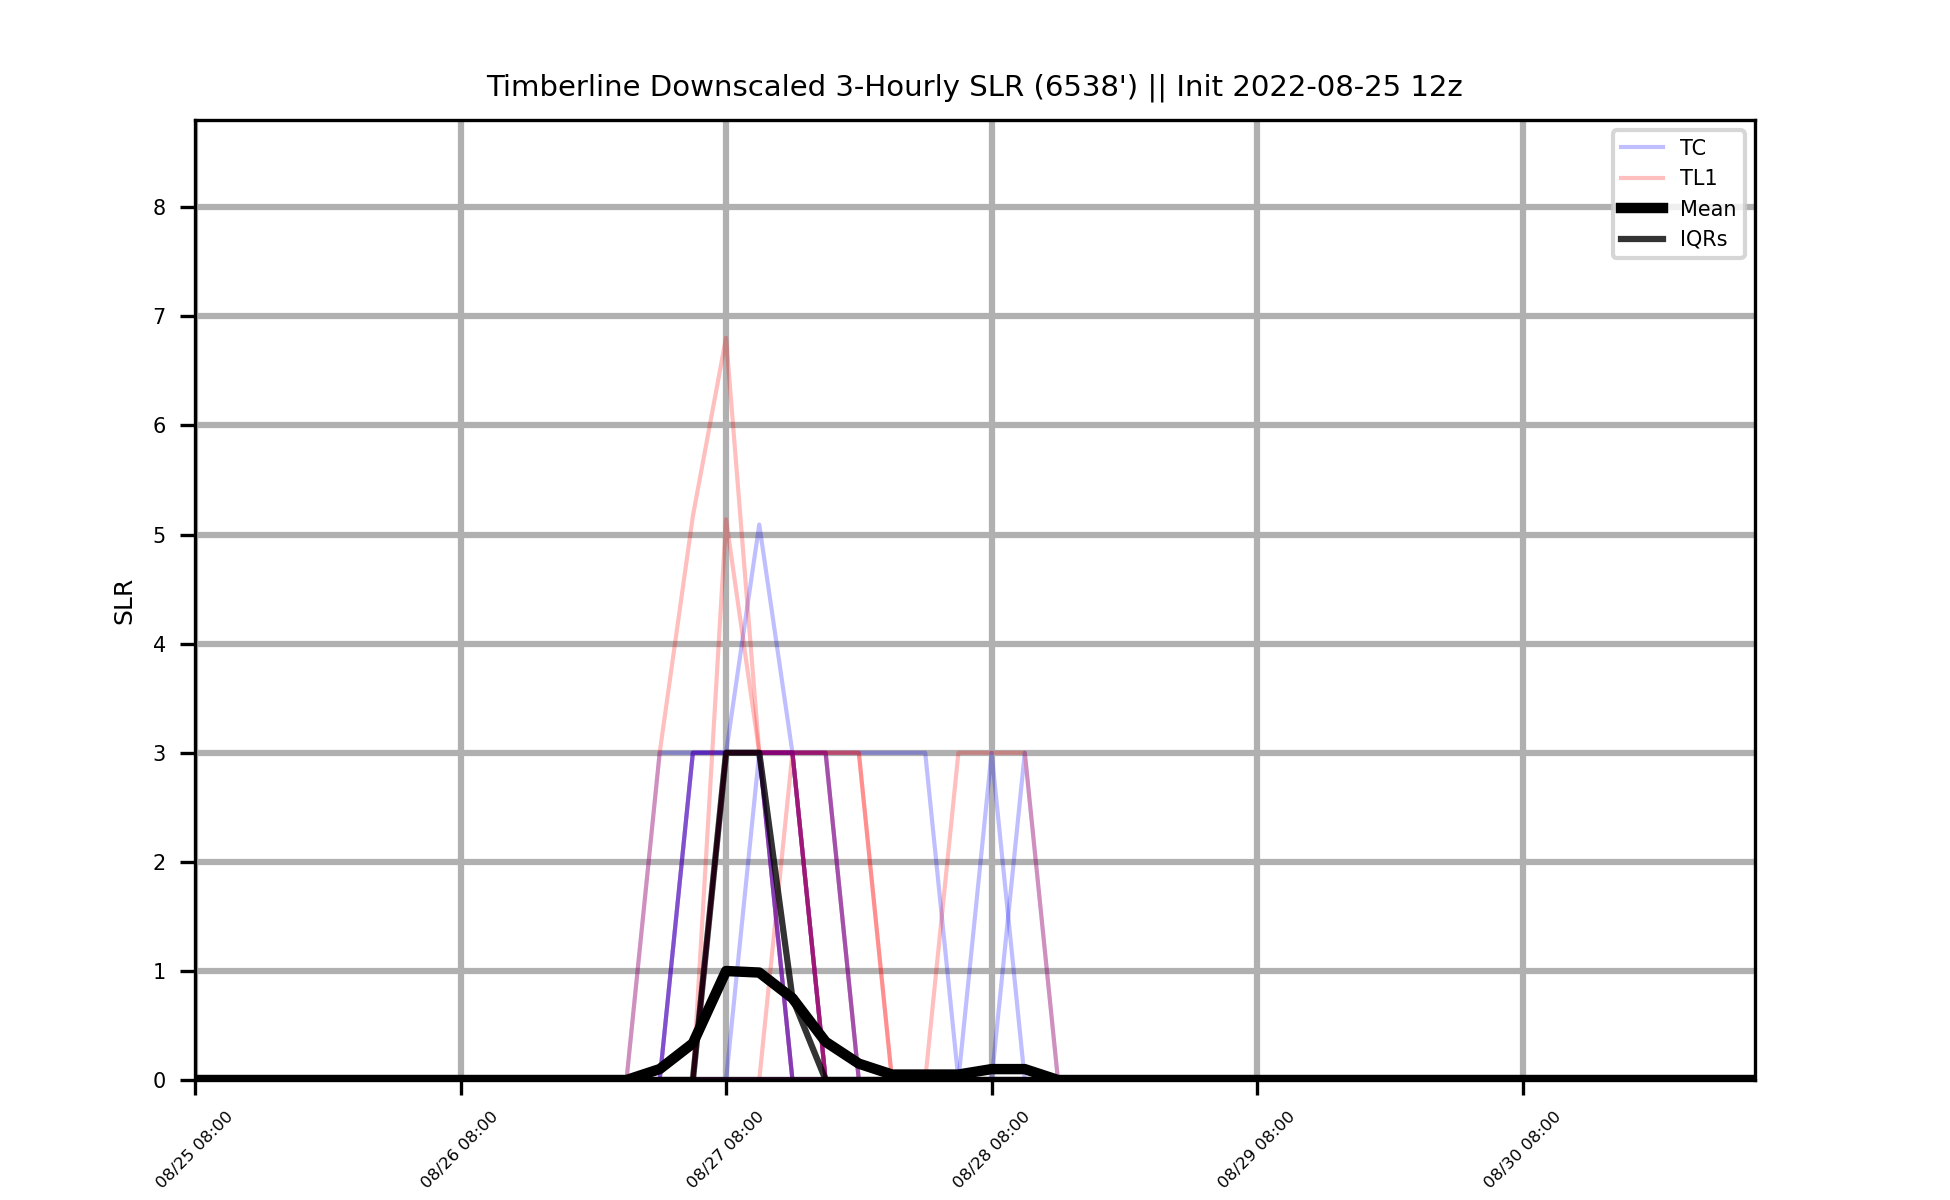 Timberline Downscaled 3-Hourly SLR (6538') || Init 2022-08-25 12z
TC
TL1
Mean
IQRs
8
7
6
5
4
3
2
1
0
SLR
08/25 08:00
08/26 08:00
08/27 08:00
08/28 08:00
08/29 08:00
08/30 08:00